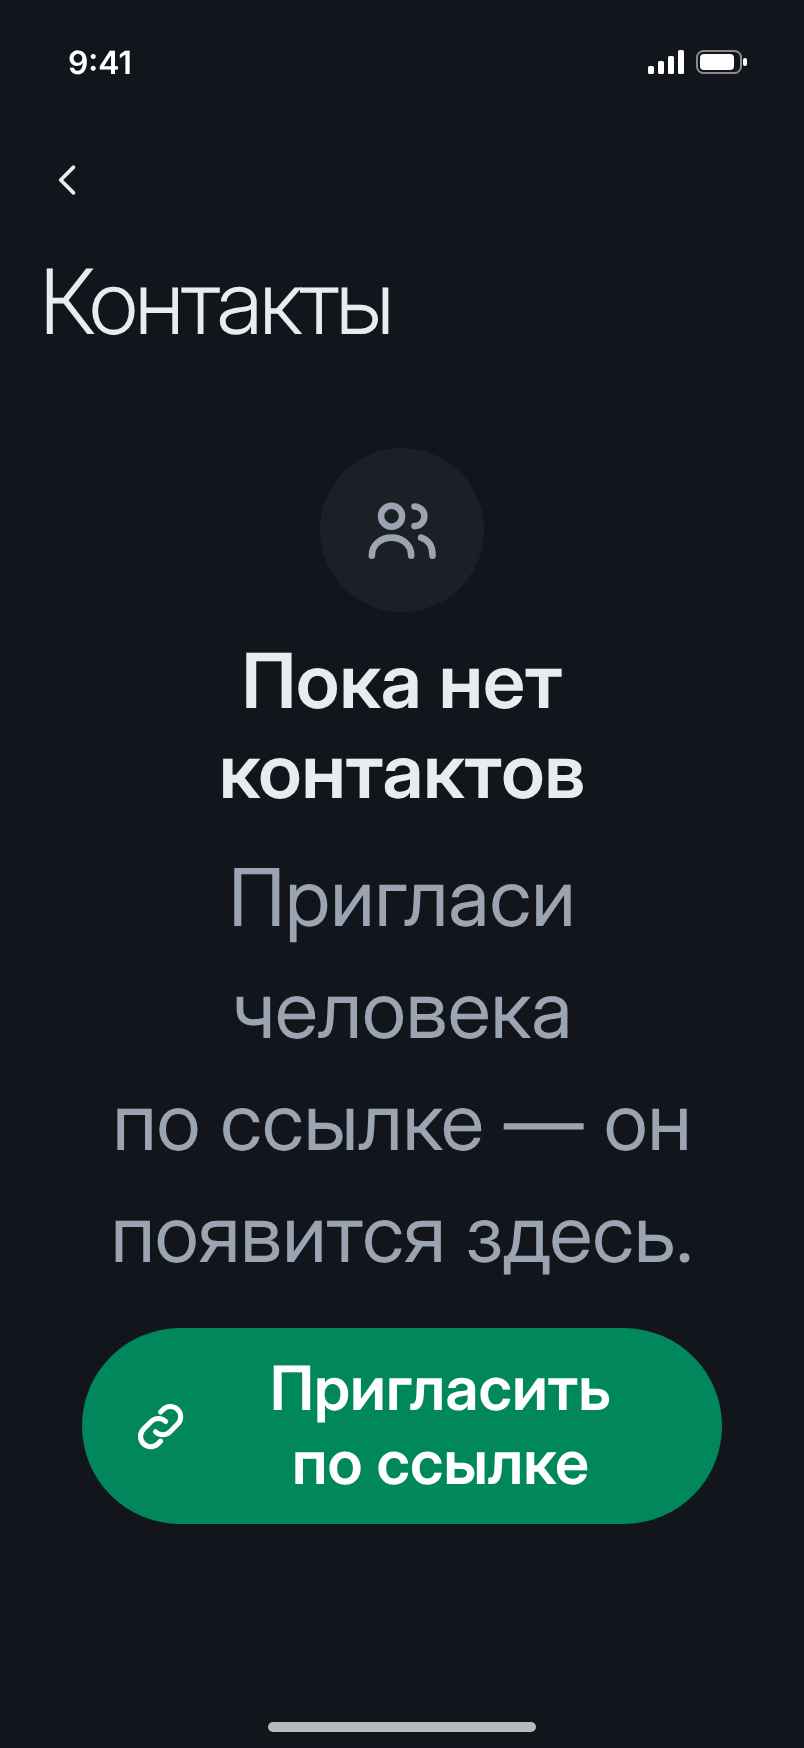 9:41
Контакты
Пока нет
контактов
Пригласи
человека
по ссылке — он
появится здесь.
Пригласить
по ссылке